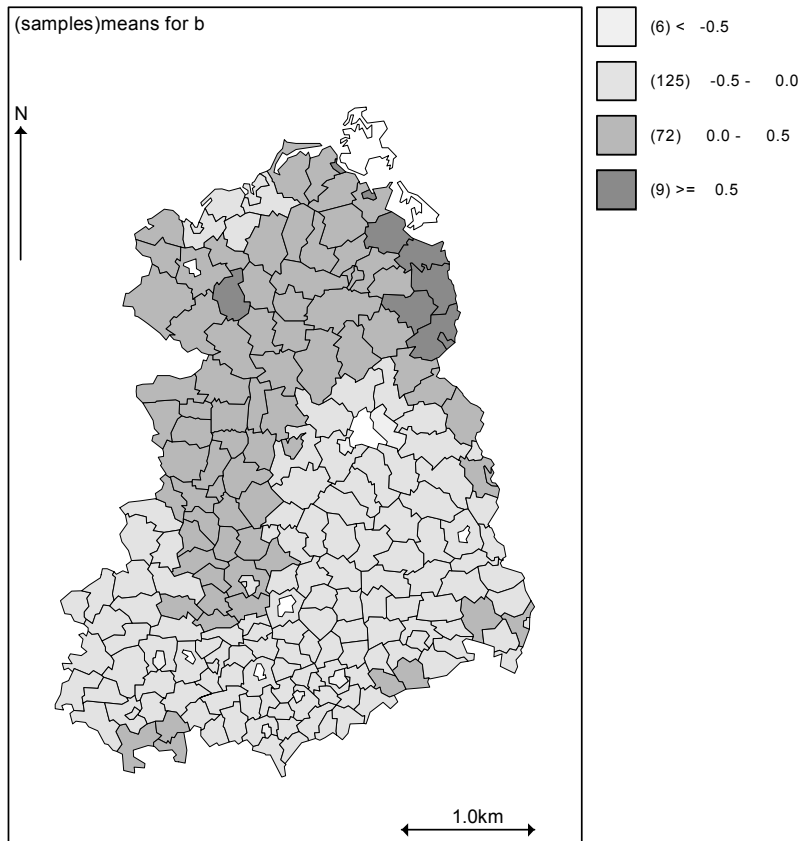 (samples)means for b
N
(6) < -0.5
(125) -0.5 - 0.0
(72) 0.0 - 0.5
(9) >= 0.5
1.0km